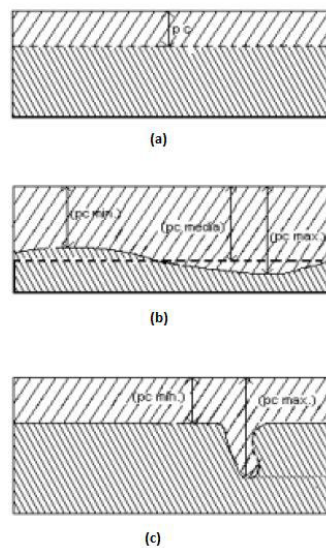 p c
(a)
(pc min.)
(pc media)
(pc max.)
(b)
(pc min.)
(pc max.)
(c)